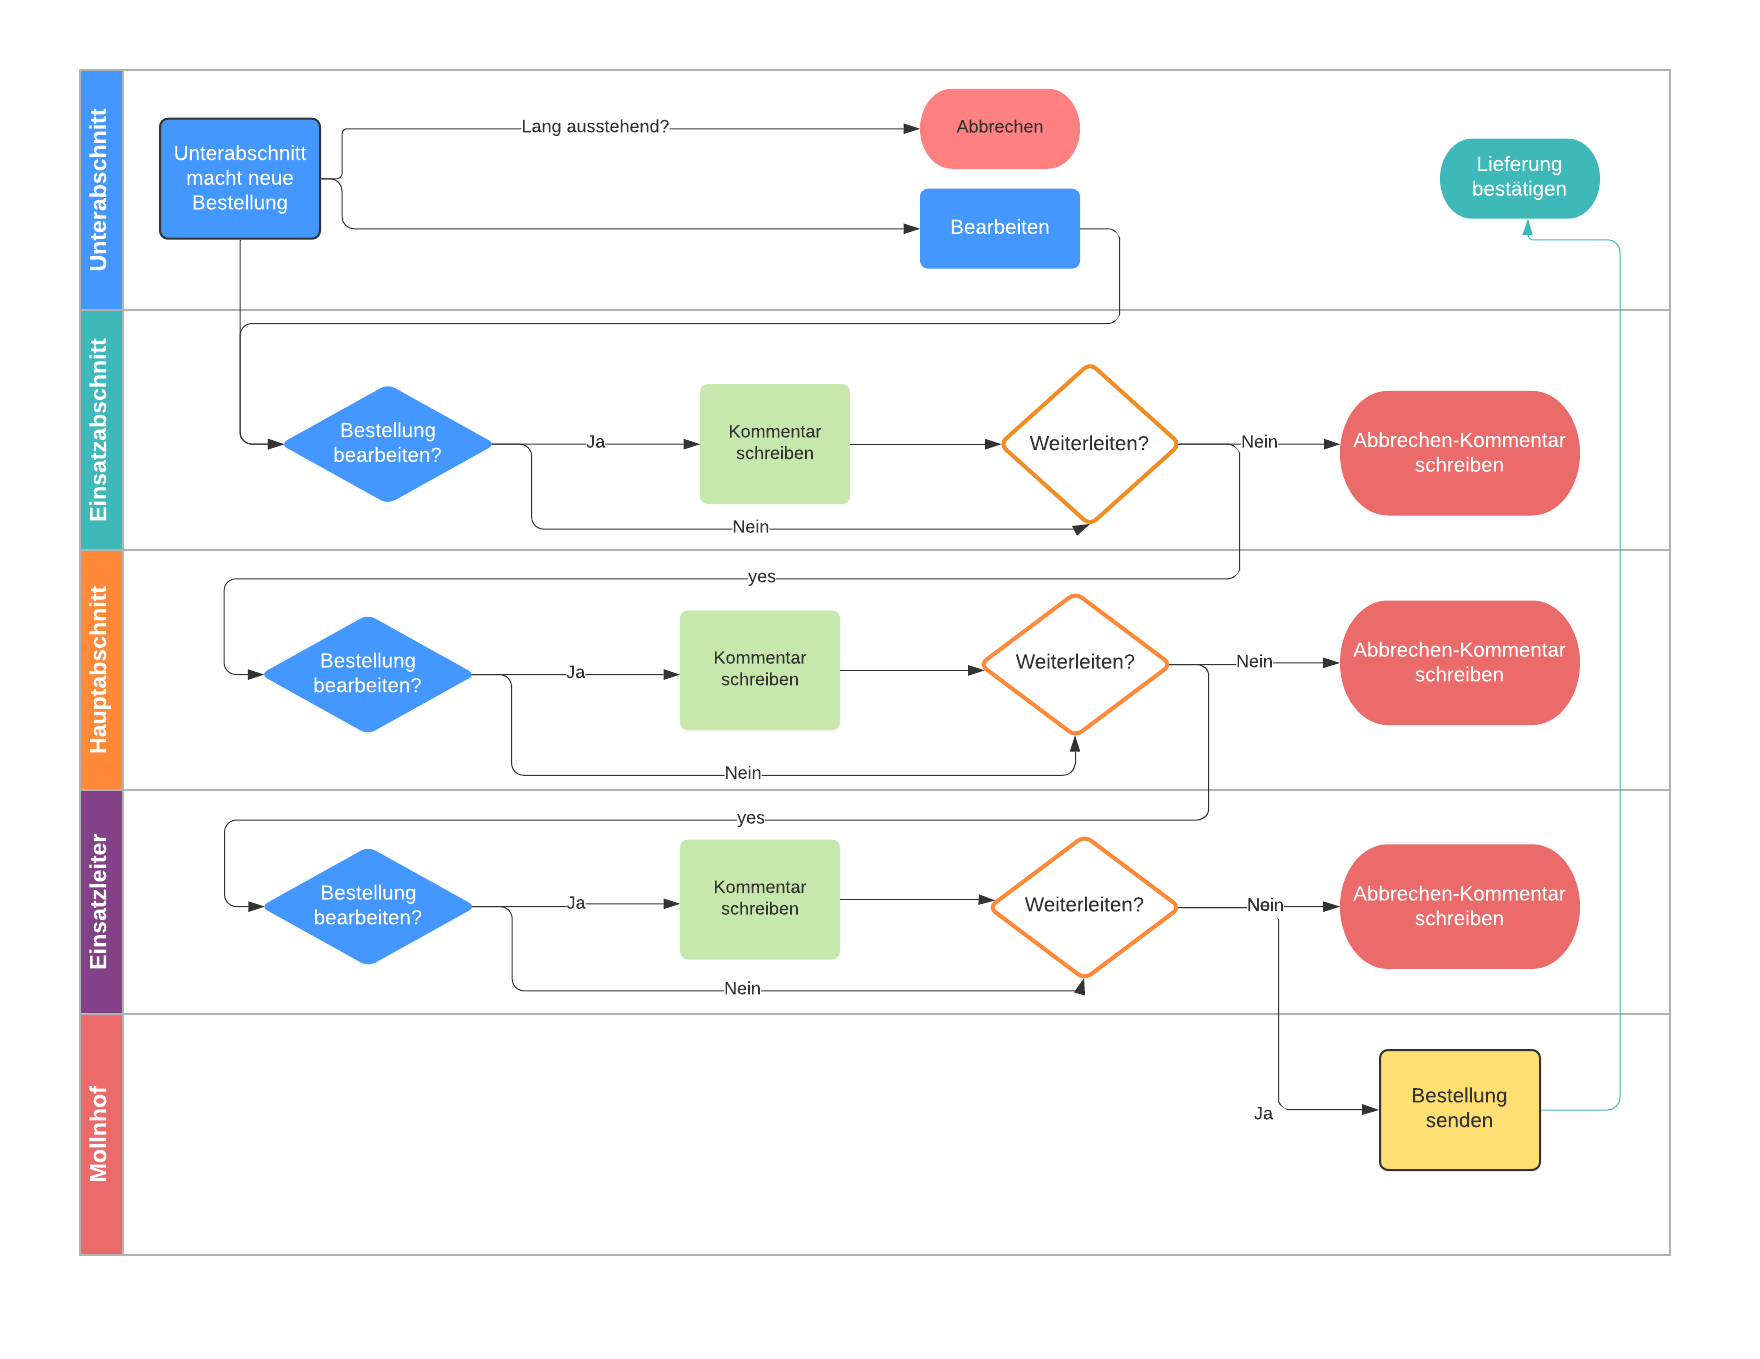 Unterabschnitt
Unterabschnitt
macht neue
Bestellung
Lang ausstehend?
Abbrechen
Bearbeiten
Lieferung
bestätigen
Einsatzabschnitt
Bestellung
bearbeiten?
Ja
Nein
Kommentar
schreiben
Weiterleiten?
Nein
Abbrechen-Kommentar
schreiben
yes
Hauptabschnitt
Bestellung
bearbeiten?
Ja
Nein
Kommentar
schreiben
Weiterleiten?
Nein
Abbrechen-Kommentar
schreiben
yes
Einsatzleiter
Bestellung
bearbeiten?
Ja
Nein
Kommentar
schreiben
Weiterleiten?
Nein
Abbrechen-Kommentar
schreiben
Mollnhof
Ja
Bestellung
senden